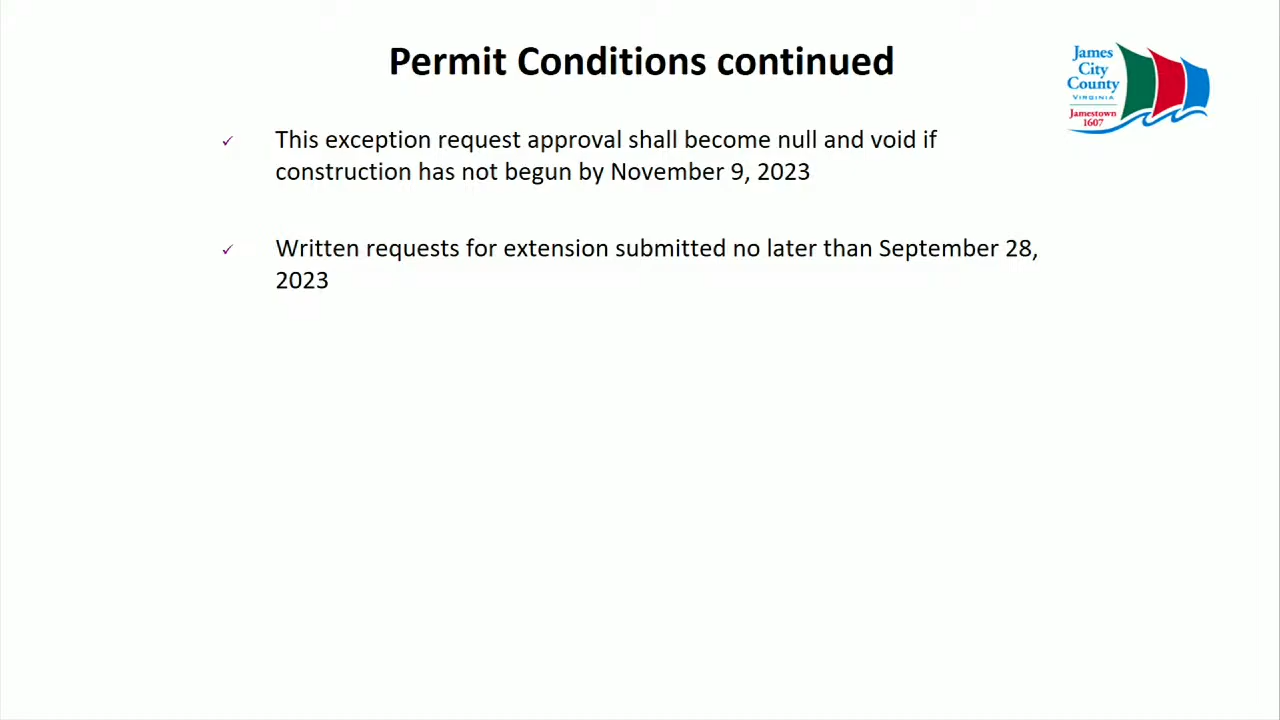 Permit Conditions continued
James
City
County
VIRGINIA
Jamestown
1607
This exception request approval shall become null and void if
construction has not begun by November 9, 2023
Written requests for extension submitted no later than September 28,
2023